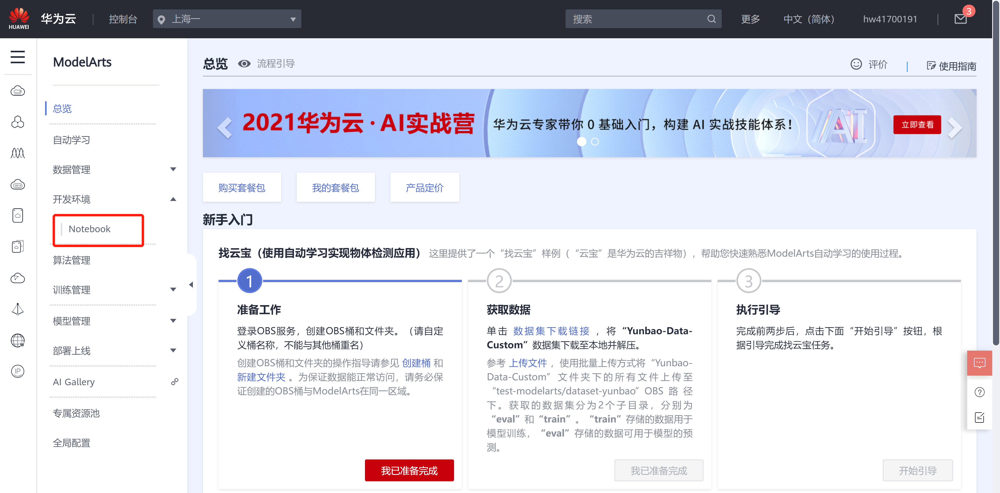 HUAWEI
华为云
控制台
上海一
搜索
更多
中文（简体）
hw41700191
3
ModelArts
总览
自动学习
数据管理
开发环境
Notebook
算法管理
训练管理
模型管理
部署上线
AI Gallery
专属资源池
全局配置
W
IP
总览
流程引导
评价
使用指南
2021华为云·AI实战营
华为云专家带你 0 基础入门，构建 AI 实战技能体系！
AI
立即查看
购买套餐包
我的套餐包
产品定价
新手入门
找云宝（使用自动学习实现物体检测应用） 这里提供了一个“找云宝”样例（“云宝”是华为云的吉祥物），帮助您快速熟悉ModelArts自动学习的使用过程。
1
准备工作
登录OBS服务，创建OBS桶和文件夹。（请自定
义桶名称，不能与其他桶重名）
创建OBS桶和文件夹的操作指导请参见 创建桶 和
新建文件夹 。为保证数据能正常访问，请务必保
证创建的OBS桶与ModelArts在同一区域。
我已准备完成
2
获取数据
单击 数据集下载链接 ，将 “Yunbao-Data-
Custom” 数据集下载至本地并解压。
参考 上传文件 ，使用批量上传方式将 “Yunbao-
Data-Custom” 文件夹下的所有文件上传至
“test-modelarts/dataset-yunbao” OBS 路 径
下。获取的数据集分为2个子目录，分别为
“eval” 和 “train” 。 “train” 存储的数据用于
模型训练， “eval” 存储的数据可用于模型的预
测。
我已准备完成
3
执行引导
完成前两步后，点击下面“开始引导”按钮，根
据引导完成找云宝任务。
开始引导